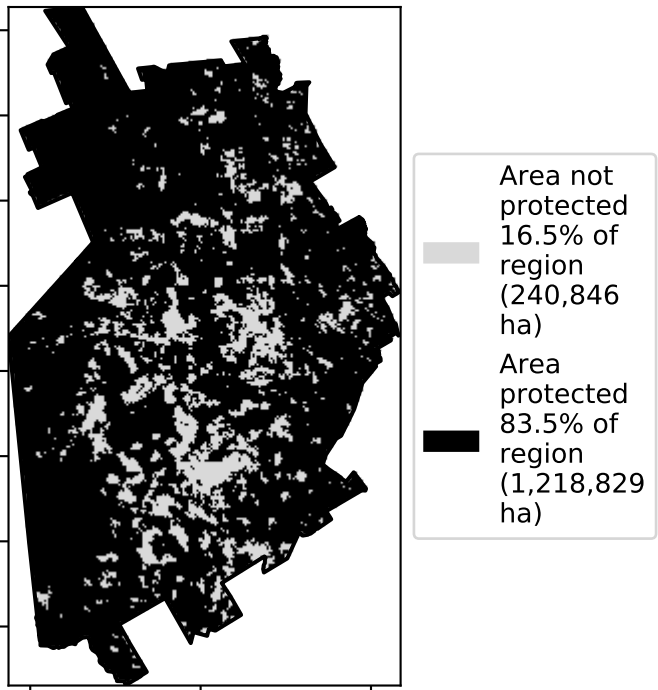 Area not
protected
16.5% of
region
(240,846
ha)
Area
protected
83.5% of
region
(1,218,829
ha)